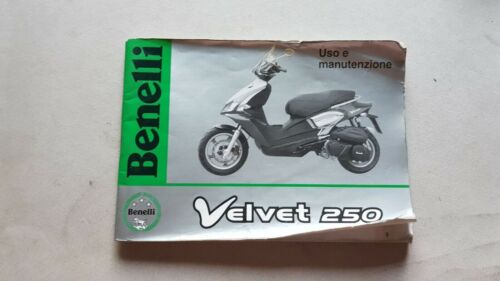 Benelli
Uso e
manutenzione
Benelli
Velvet 250